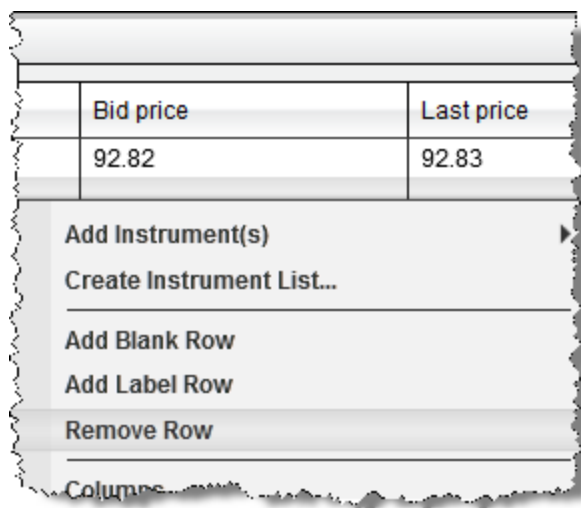 Bid price Last price
92.82 92.83
Add Instrument(s)
Create Instrument List...
Add Blank Row
Add Label Row
Remove Row
Columns